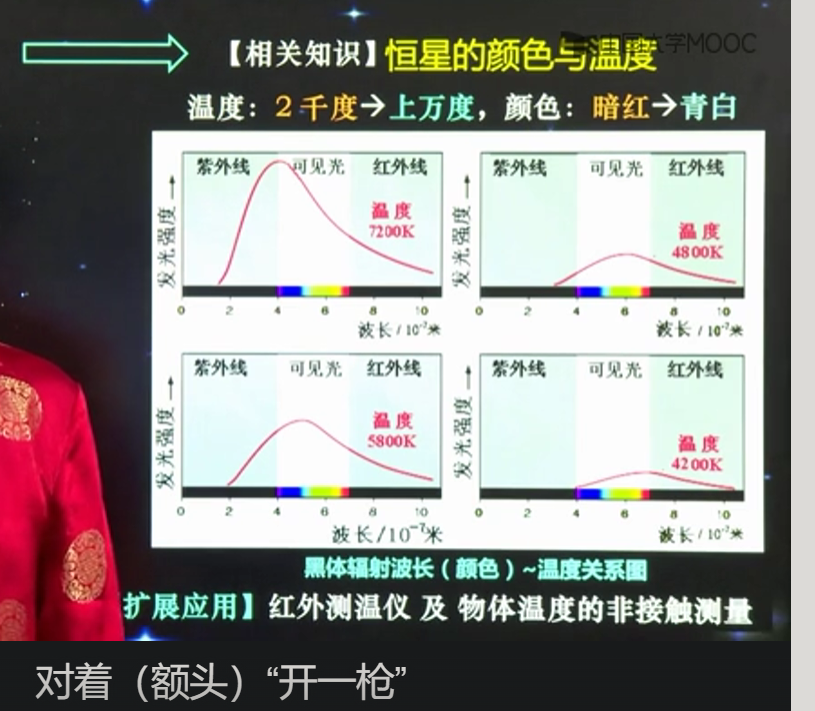 中国大学MOOC
【相关知识】恒星的颜色与温度
温度：２千度→上万度，颜色：暗红→青白
紫外线 可见光 红外线
发光强度
温度
7200K
0 2 4 6 8 10
波长 / 10⁻⁷米
紫外线 可见光 红外线
发光强度
温度
4800K
0 2 4 6 8 10
波长 / 10⁻⁷米
紫外线 可见光 红外线
发光强度
温度
5800K
0 2 4 6 8 10
波长/10⁻⁷米
紫外线 可见光 红外线
发光强度
温度
4200K
0 2 4 6 8 10
波长 / 10⁻⁷米
黑体辐射波长（颜色）~温度关系图
扩展应用】红外测温仪 及 物体温度的非接触测量
对着（额头）“开一枪”